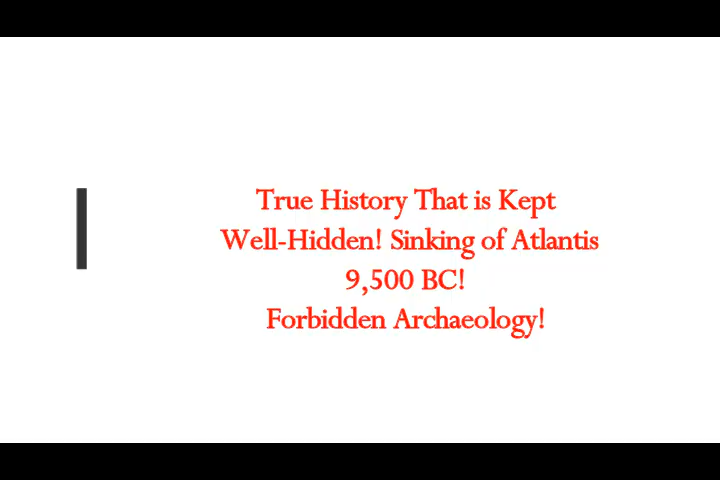 True History That is Kept
Well-Hidden! Sinking of Atlantis
9,500 BC!
Forbidden Archaeology!